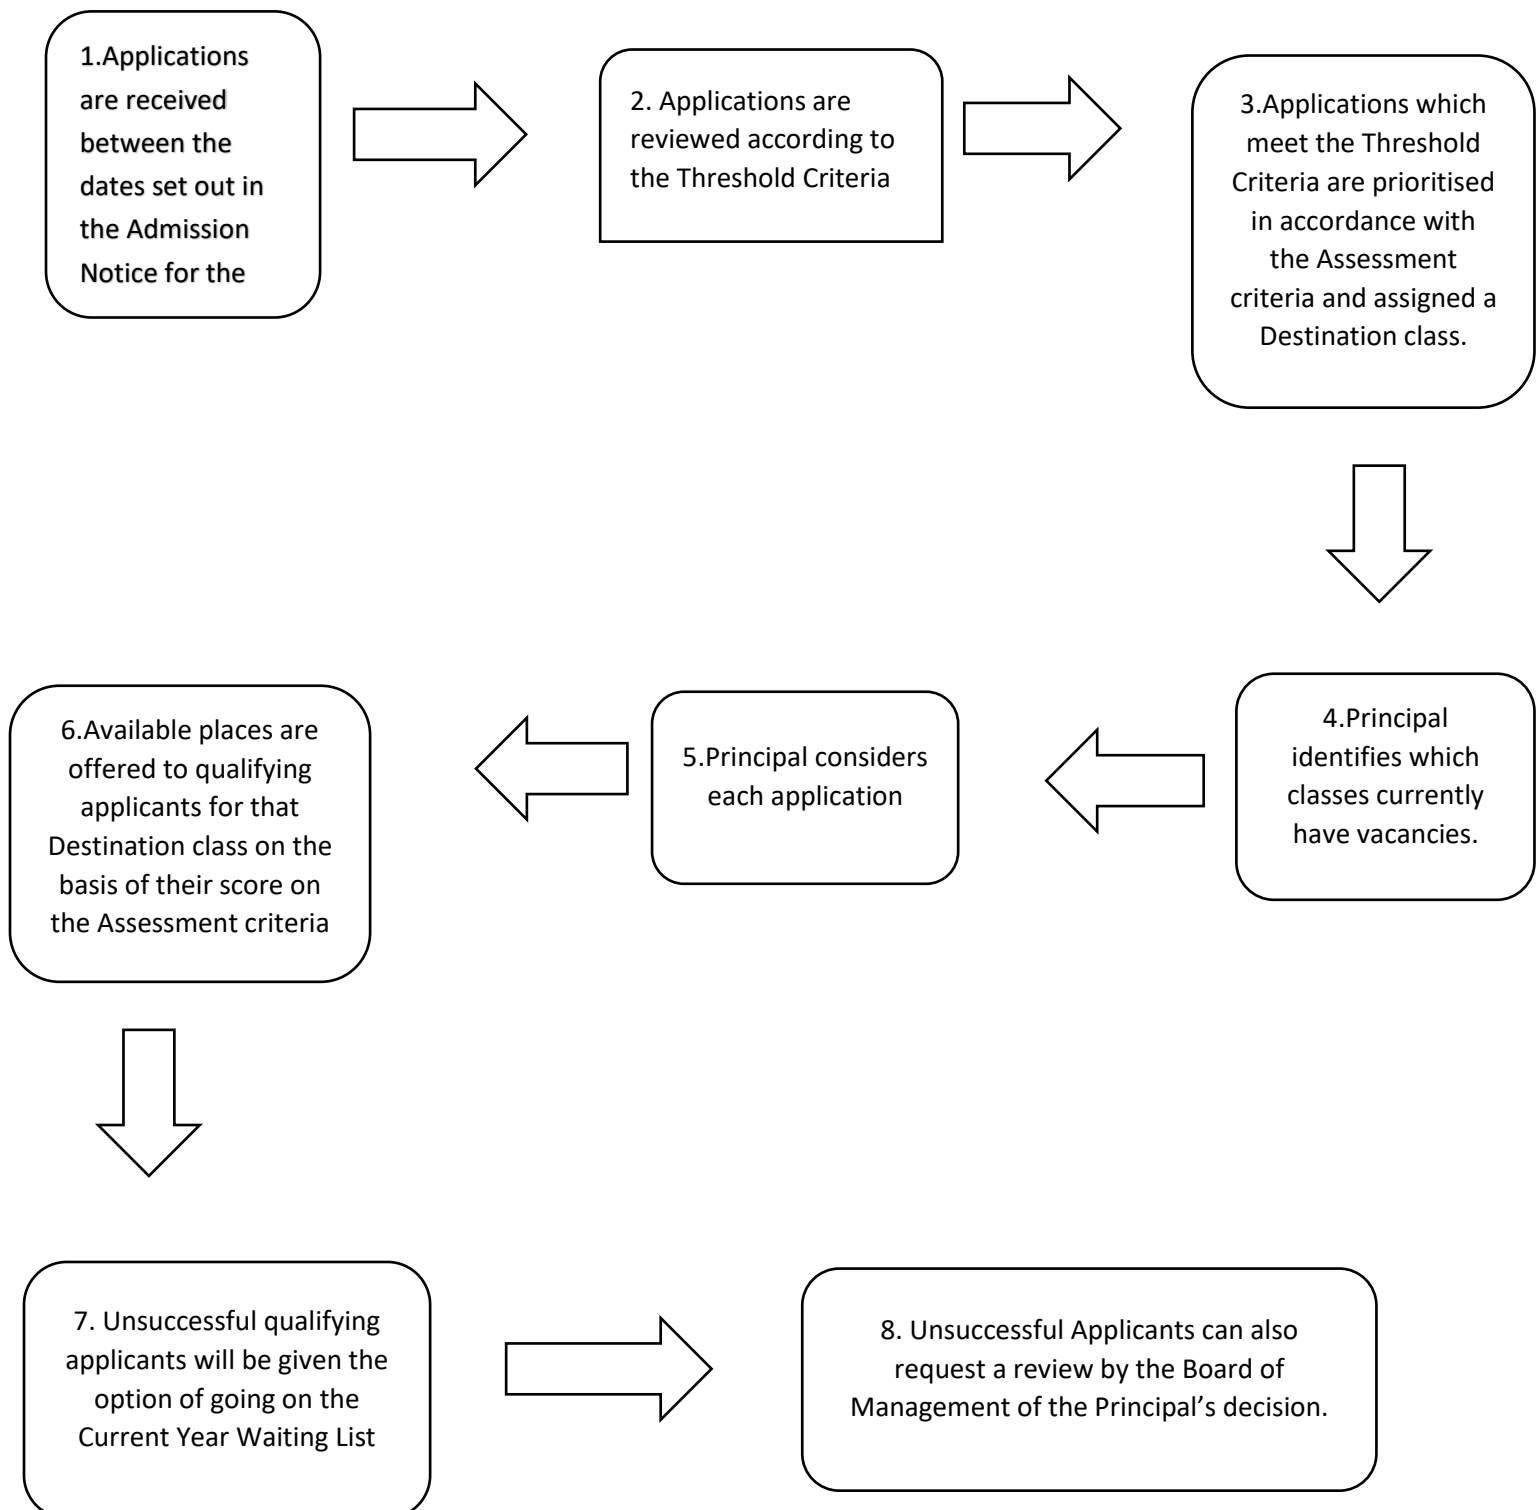 1.Applications
are received
between the
dates set out in
the Admission
Notice for the
2. Applications are
reviewed according to
the Threshold Criteria
3.Applications which
meet the Threshold
Criteria are prioritised
in accordance with
the Assessment
criteria and assigned a
Destination class.
4.Principal
identifies which
classes currently
have vacancies.
5.Principal considers
each application
6.Available places are
offered to qualifying
applicants for that
Destination class on the
basis of their score on
the Assessment criteria
7. Unsuccessful qualifying
applicants will be given the
option of going on the
Current Year Waiting List
8. Unsuccessful Applicants can also
request a review by the Board of
Management of the Principal’s decision.